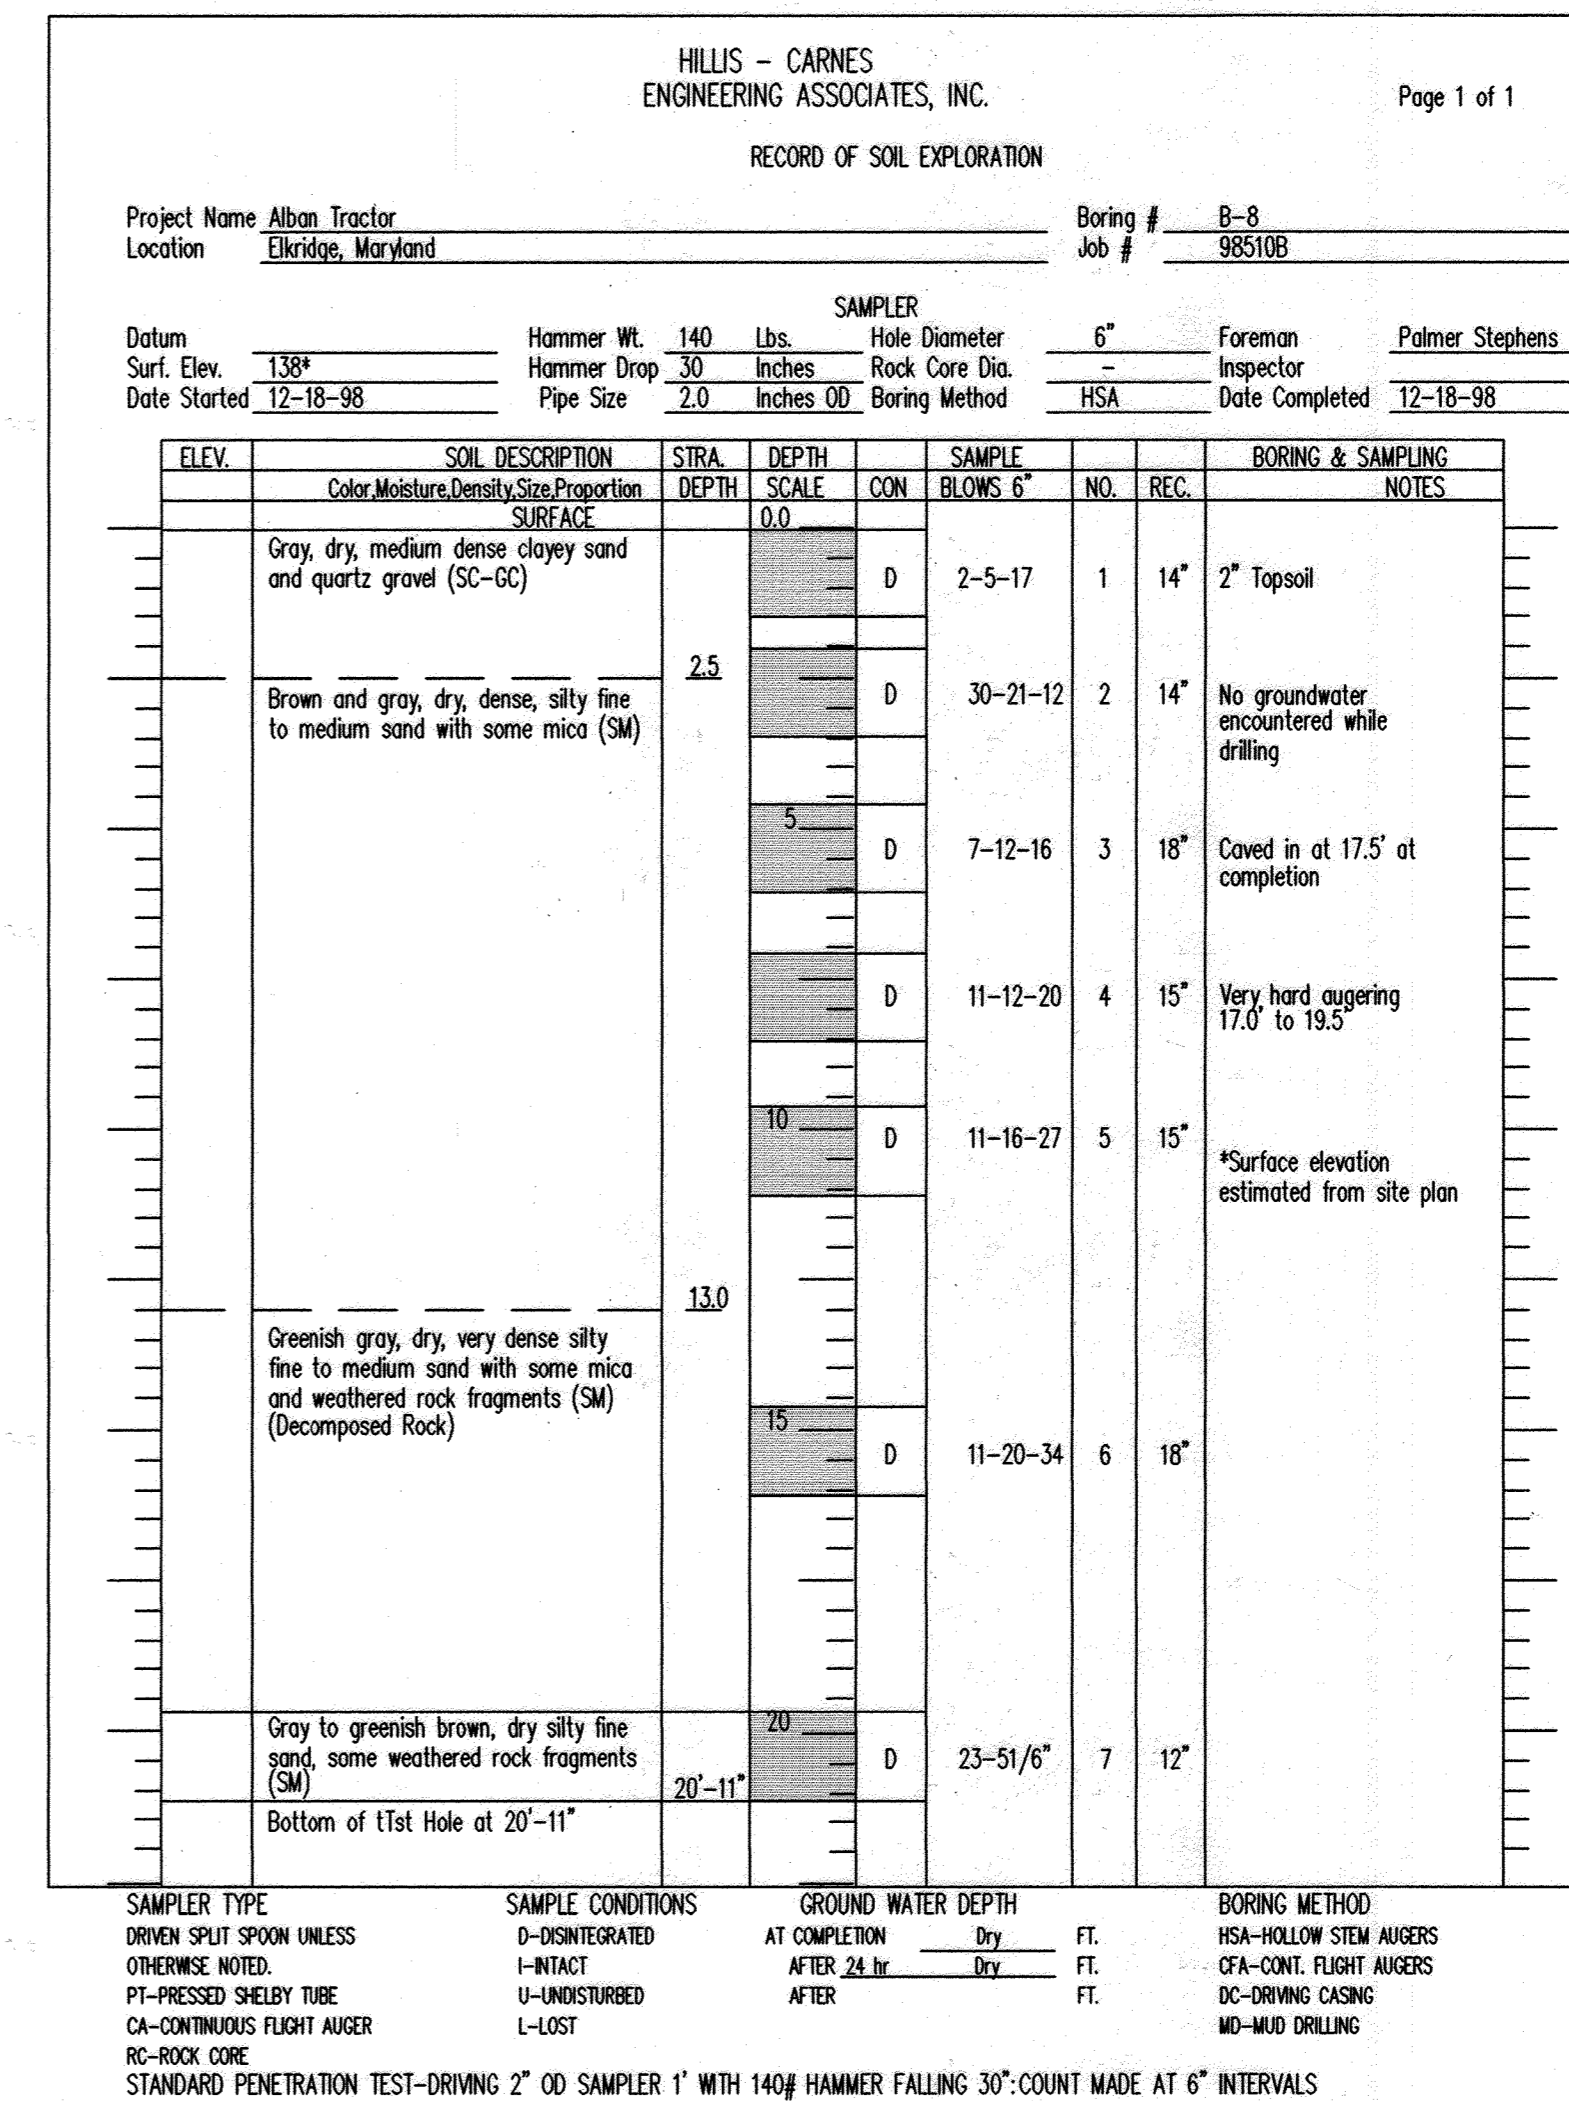 HILLIS - CARNES
ENGINEERING ASSOCIATES, INC.
Page 1 of 1
RECORD OF SOIL EXPLORATION
Project Name Alban Tractor Boring # B-8
Location Elkridge, Maryland Job # 98510B
SAMPLER
Datum Hammer Wt. 140 Lbs. Hole Diameter 6" Foreman Palmer Stephens
Surf. Elev. 138* Hammer Drop 30 Inches Rock Core Dia. - Inspector
Date Started 12-18-98 Pipe Size 2.0 Inches OD Boring Method HSA Date Completed 12-18-98
ELEV. SOIL DESCRIPTION STRA. DEPTH SAMPLE BORING & SAMPLING
Color,Moisture,Density,Size,Proportion DEPTH SCALE CON BLOWS 6" NO. REC. NOTES
SURFACE 0.0
Gray, dry, medium dense clayey sand
and quartz gravel (SC-GC) D 2-5-17 1 14" 2" Topsoil
2.5
Brown and gray, dry, dense, silty fine D 30-21-12 2 14" No groundwater
to medium sand with some mica (SM) encountered while
drilling
5
D 7-12-16 3 18" Caved in at 17.5' at
completion
D 11-12-20 4 15" Very hard augering
17.0' to 19.5'
10
D 11-16-27 5 15"
*Surface elevation
estimated from site plan
13.0
Greenish gray, dry, very dense silty
fine to medium sand with some mica
and weathered rock fragments (SM)
(Decomposed Rock) 15
D 11-20-34 6 18"
Gray to greenish brown, dry silty fine 20
sand, some weathered rock fragments D 23-51/6" 7 12"
(SM) 20'-11"
Bottom of tTst Hole at 20'-11"
SAMPLER TYPE SAMPLE CONDITIONS GROUND WATER DEPTH BORING METHOD
DRIVEN SPLIT SPOON UNLESS D-DISINTEGRATED AT COMPLETION Dry FT. HSA-HOLLOW STEM AUGERS
OTHERWISE NOTED. I-INTACT AFTER 24 hr Dry FT. CFA-CONT. FLIGHT AUGERS
PT-PRESSED SHELBY TUBE U-UNDISTURBED AFTER FT. DC-DRIVING CASING
CA-CONTINUOUS FLIGHT AUGER L-LOST MD-MUD DRILLING
RC-ROCK CORE
STANDARD PENETRATION TEST-DRIVING 2" OD SAMPLER 1' WITH 140# HAMMER FALLING 30":COUNT MADE AT 6" INTERVALS